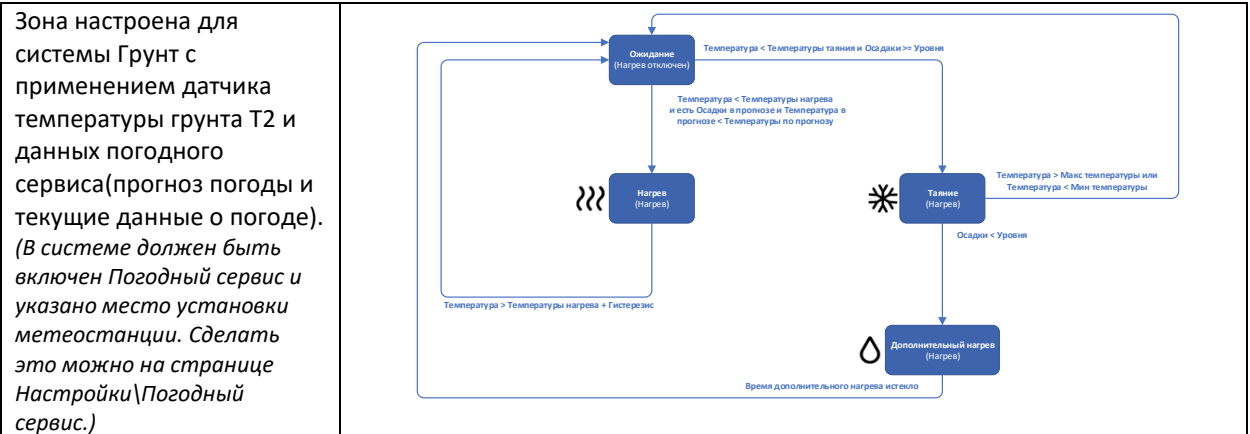 Зона настроена для
системы Грунт с
применением датчика
температуры грунта Т2 и
данных погодного
сервиса(прогноз погоды и
текущие данные о погоде).
(В системе должен быть
включен Погодный сервис и
указано место установки
метеостанции. Сделать
это можно на странице
Настройки\Погодный
сервис.)
Ожидание
(Нагрев отключен)
Температура < Температуры таяния и Осадаки >= Уровня
Температура < Температуры нагрева
и есть Осадки в прогнозе и Температура в
прогнозе < Температуры по прогнозу
Нагрев
(Нагрев)
Таяние
(Нагрев)
Температура > Макс температуры или
Температура < Мин температуры
Осадки < Уровня
Температура > Температуры нагрева + Гистерезис
Дополнительный нагрев
(Нагрев)
Время дополнительного нагрева истекло